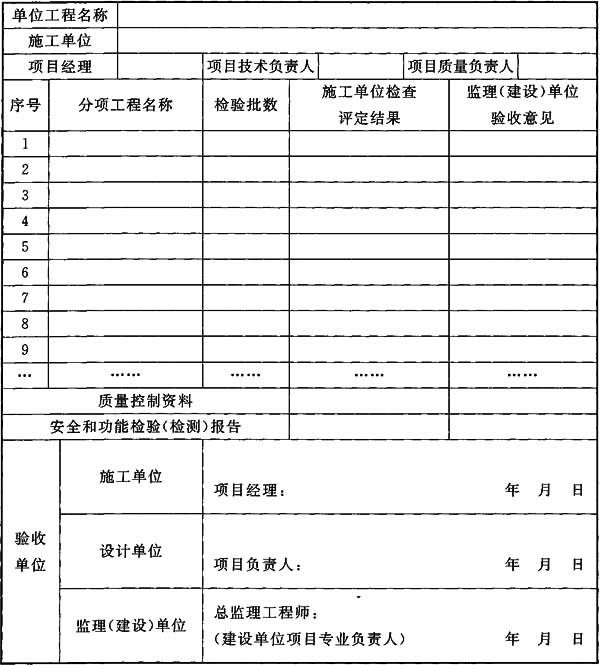 单位工程名称
施工单位
项目经理 项目技术负责人 项目质量负责人
序号 分项工程名称 检验批数 施工单位检查 评定结果 监理(建设)单位 验收意见
1
2
3
4
5
6
7
8
9
… …… …… …… ……
质量控制资料
安全和功能检验(检测)报告
验收单位
施工单位
项目经理： 年 月 日
设计单位
项目负责人： 年 月 日
监理(建设)单位
总监理工程师：
(建设单位项目专业负责人) 年 月 日